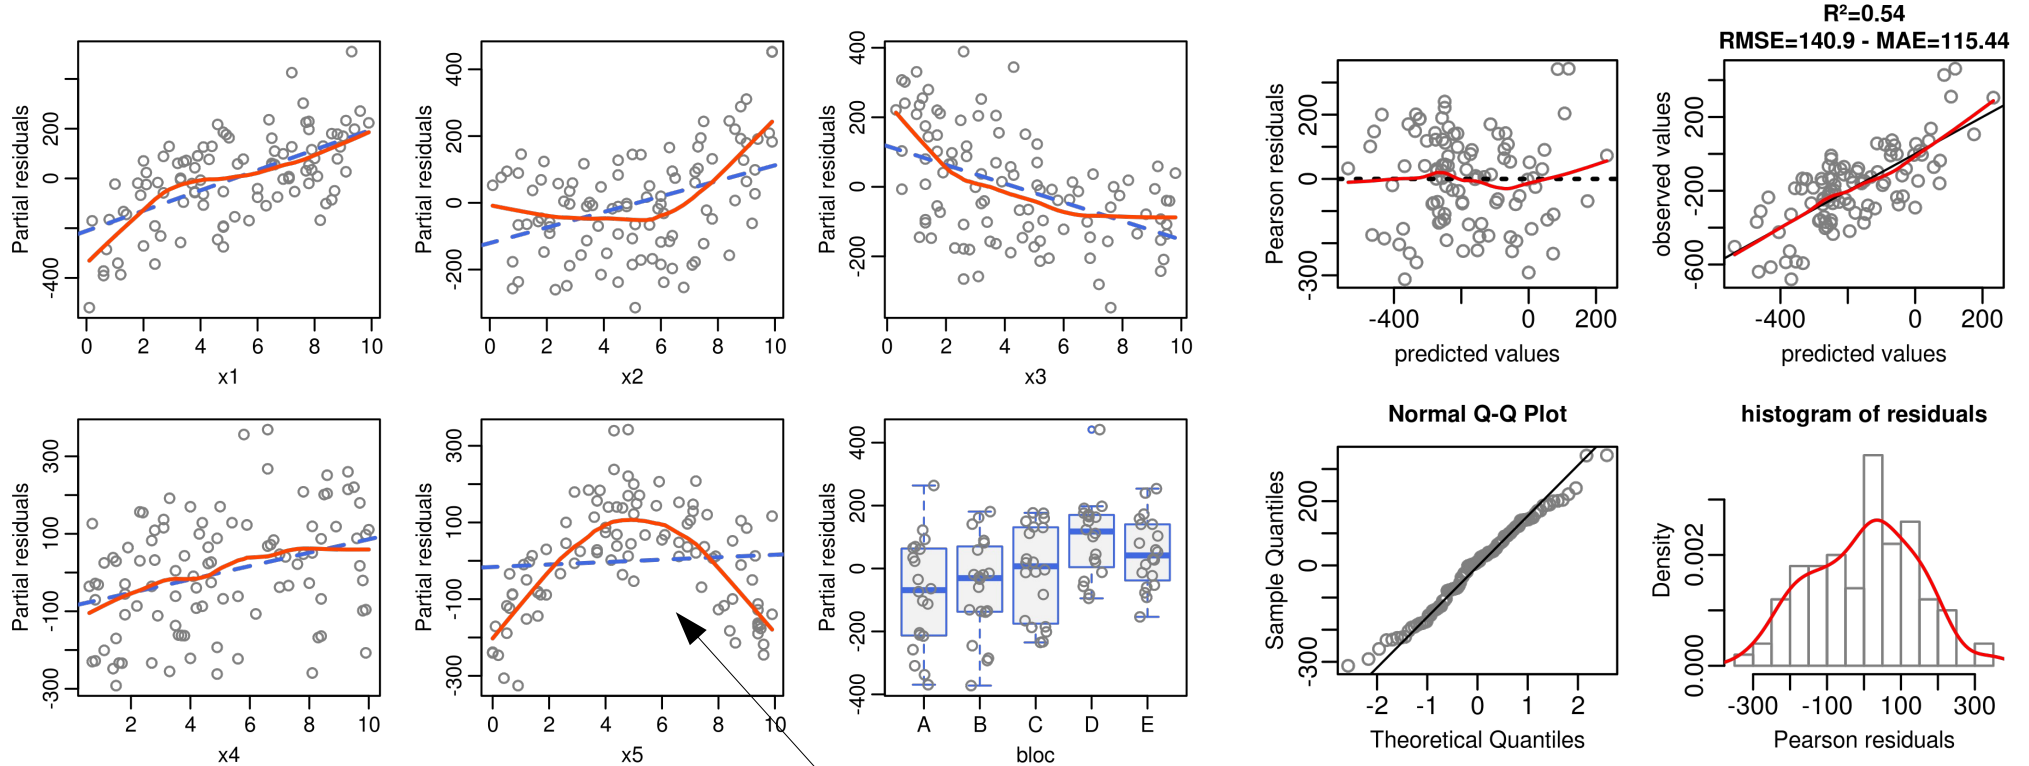 R²=0.54
RMSE=140.9 - MAE=115.44
Partial residuals
-400 0 200
0 2 4 6 8 10
x1
Partial residuals
-200 0 200 400
0 2 4 6 8 10
x2
Partial residuals
-200 0 200 400
0 2 4 6 8 10
x3
Pearson residuals
-300 0 200
-400 0 200
predicted values
observed values
-600 -200 200
-400 0 200
predicted values
Partial residuals
-300 -100 100 300
2 4 6 8 10
x4
Partial residuals
-300 -100 100 300
0 2 4 6 8 10
x5
Partial residuals
-400 -200 0 200 400
A B C D E
bloc
Normal Q-Q Plot
Sample Quantiles
-300 0 200
-2 -1 0 1 2
Theoretical Quantiles
histogram of residuals
Density
0.000 0.002
-300 -100 100 300
Pearson residuals